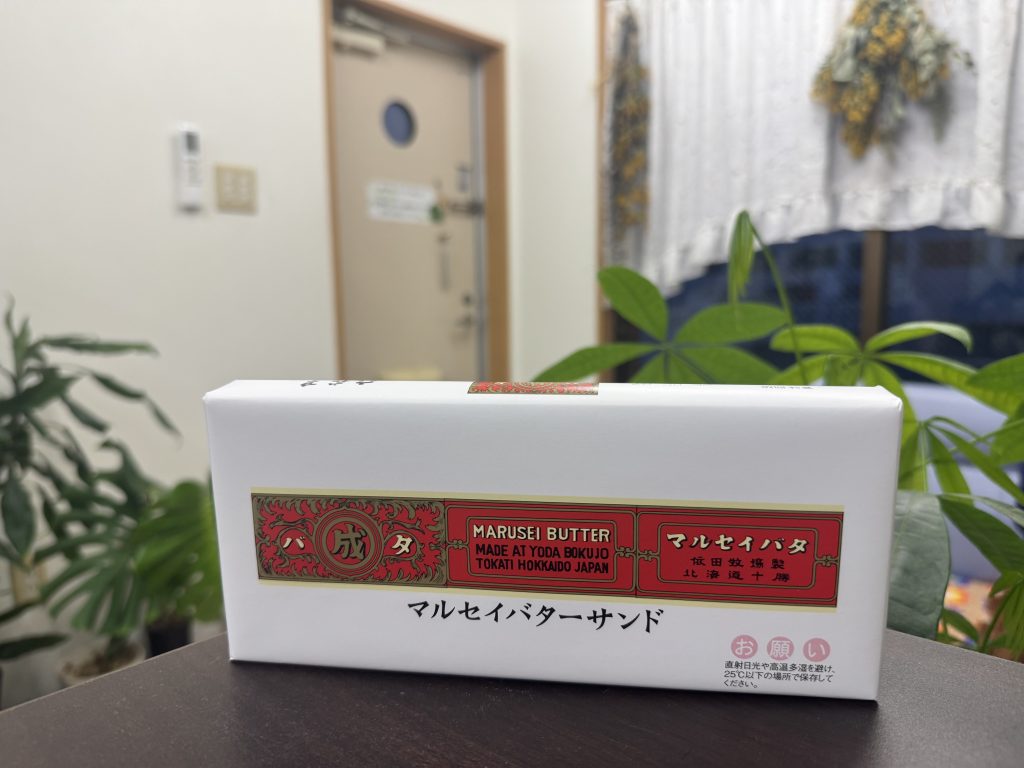 バ 成 タ
MARUSEI BUTTER
MADE AT YODA BOKUJO
TOKATI HOKKAIDO JAPAN
マルセイバタ
依田牧場製
北海道十勝
マルセイバターサンド
お願い
直射日光や高温多湿を避け、
25℃以下の場所で保存して
ください。